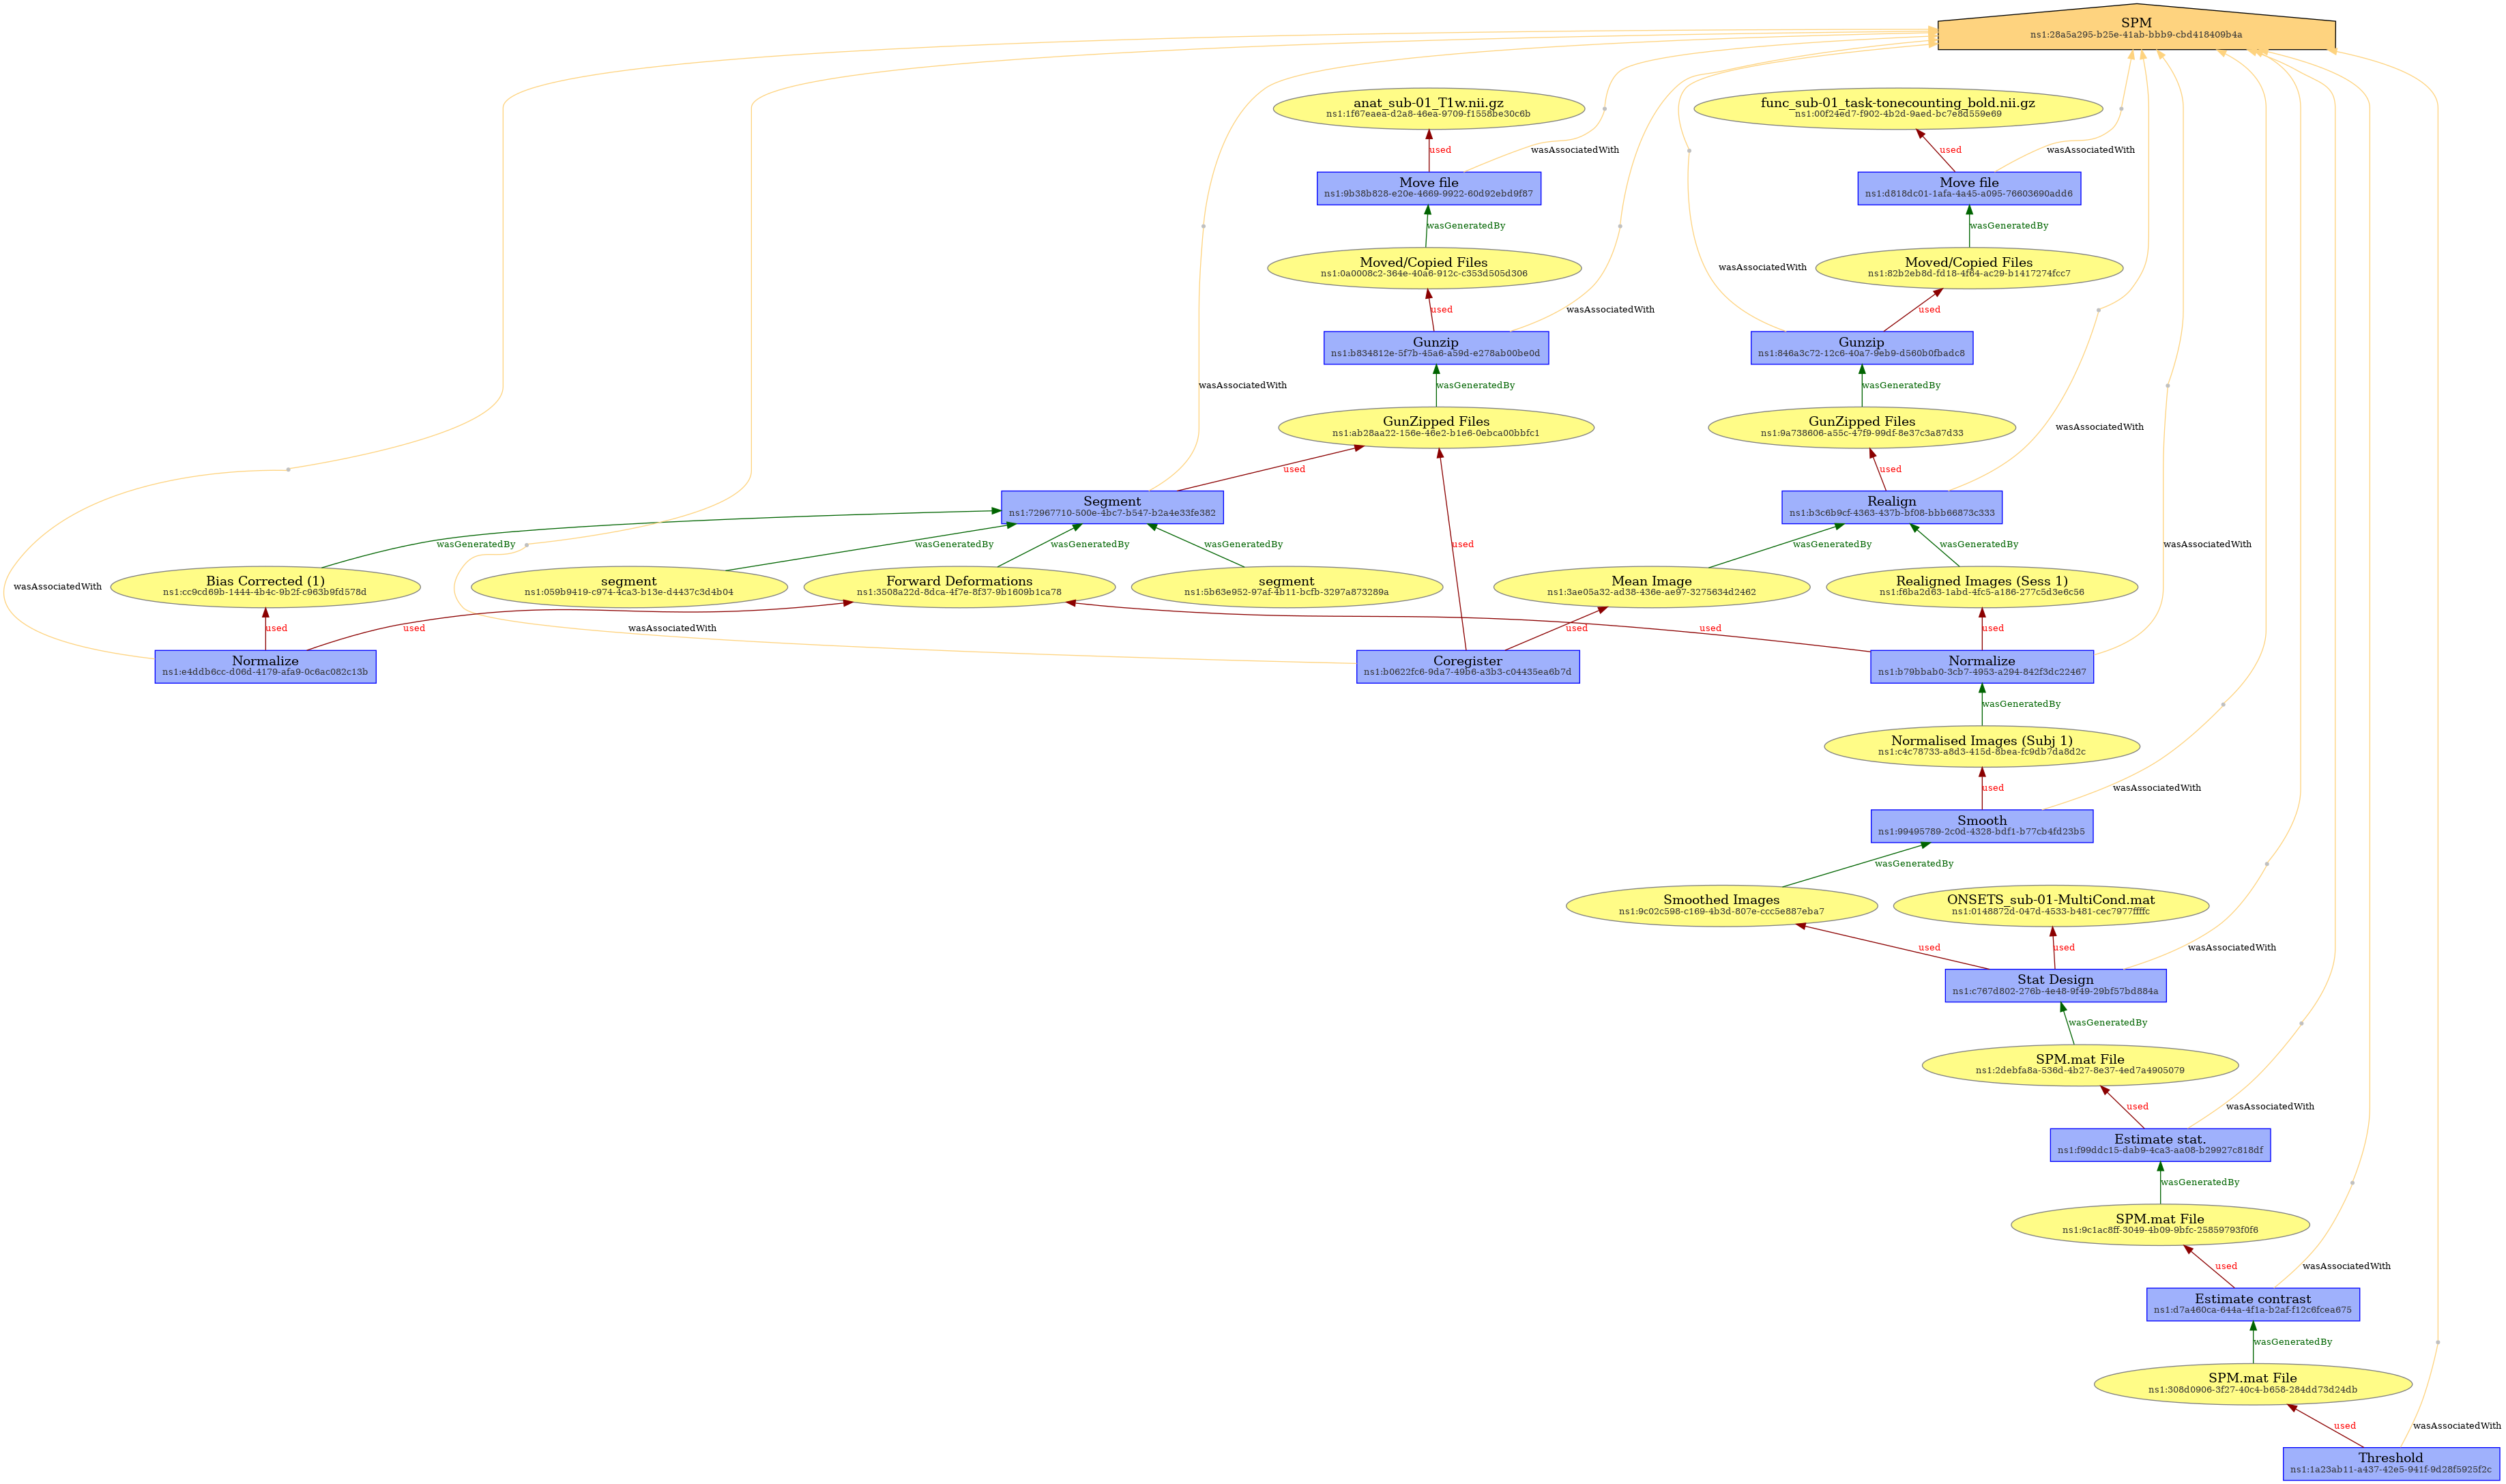 SPM
ns1:28a5a295-b25e-41ab-bbb9-cbd418409b4a
anat_sub-01_T1w.nii.gz
ns1:1f67eaea-d2a8-46ea-9709-f1558be30c6b
func_sub-01_task-tonecounting_bold.nii.gz
ns1:00f24ed7-f902-4b2d-9aed-bc7e8d559e69
used
wasAssociatedWith
used
wasAssociatedWith
Move file
ns1:9b38b828-e20e-4669-9922-60d92ebd9f87
Move file
ns1:d818dc01-1afa-4a45-a095-76603690add6
wasGeneratedBy
wasGeneratedBy
Moved/Copied Files
ns1:0a0008c2-364e-40a6-912c-c353d505d306
wasAssociatedWith
Moved/Copied Files
ns1:82b2eb8d-fd18-4f64-ac29-b1417274fcc7
used
wasAssociatedWith
used
Gunzip
ns1:b834812e-5f7b-45a6-a59d-e278ab00be0d
Gunzip
ns1:846a3c72-12c6-40a7-9eb9-d560b0fbadc8
wasAssociatedWith
wasGeneratedBy
wasGeneratedBy
GunZipped Files
ns1:ab28aa22-156e-46e2-b1e6-0ebca00bbfc1
GunZipped Files
ns1:9a738606-a55c-47f9-99df-8e37c3a87d33
wasAssociatedWith
used
used
Segment
ns1:72967710-500e-4bc7-b547-b2a4e33fe382
Realign
ns1:b3c6b9cf-4363-437b-bf08-bbb66873c333
wasGeneratedBy
wasGeneratedBy
wasGeneratedBy
wasGeneratedBy
used
wasGeneratedBy
wasGeneratedBy
wasAssociatedWith
wasAssociatedWith
Bias Corrected (1)
ns1:cc9cd69b-1444-4b4c-9b2f-c963b9fd578d
segment
ns1:059b9419-c974-4ca3-b13e-d4437c3d4b04
Forward Deformations
ns1:3508a22d-8dca-4f7e-8f37-9b1609b1ca78
segment
ns1:5b63e952-97af-4b11-bcfb-3297a873289a
Mean Image
ns1:3ae05a32-ad38-436e-ae97-3275634d2462
Realigned Images (Sess 1)
ns1:f6ba2d63-1abd-4fc5-a186-277c5d3e6c56
used
used
wasAssociatedWith
used
used
used
Normalize
ns1:e4ddb6cc-d06d-4179-afa9-0c6ac082c13b
Coregister
ns1:b0622fc6-9da7-49b6-a3b3-c04435ea6b7d
Normalize
ns1:b79bbab0-3cb7-4953-a294-842f3dc22467
wasGeneratedBy
Normalised Images (Subj 1)
ns1:c4c78733-a8d3-415d-8bea-fc9db7da8d2c
used
wasAssociatedWith
Smooth
ns1:99495789-2c0d-4328-bdf1-b77cb4fd23b5
wasGeneratedBy
Smoothed Images
ns1:9c02c598-c169-4b3d-807e-ccc5e887eba7
ONSETS_sub-01-MultiCond.mat
ns1:0148872d-047d-4533-b481-cec7977ffffc
used
used
wasAssociatedWith
Stat Design
ns1:c767d802-276b-4e48-9f49-29bf57bd884a
wasGeneratedBy
SPM.mat File
ns1:2debfa8a-536d-4b27-8e37-4ed7a4905079
used
wasAssociatedWith
Estimate stat.
ns1:f99ddc15-dab9-4ca3-aa08-b29927c818df
wasGeneratedBy
SPM.mat File
ns1:9c1ac8ff-3049-4b09-9bfc-25859793f0f6
used
wasAssociatedWith
Estimate contrast
ns1:d7a460ca-644a-4f1a-b2af-f12c6fcea675
wasGeneratedBy
SPM.mat File
ns1:308d0906-3f27-40c4-b658-284dd73d24db
used
wasAssociatedWith
Threshold
ns1:1a23ab11-a437-42e5-941f-9d28f5925f2c